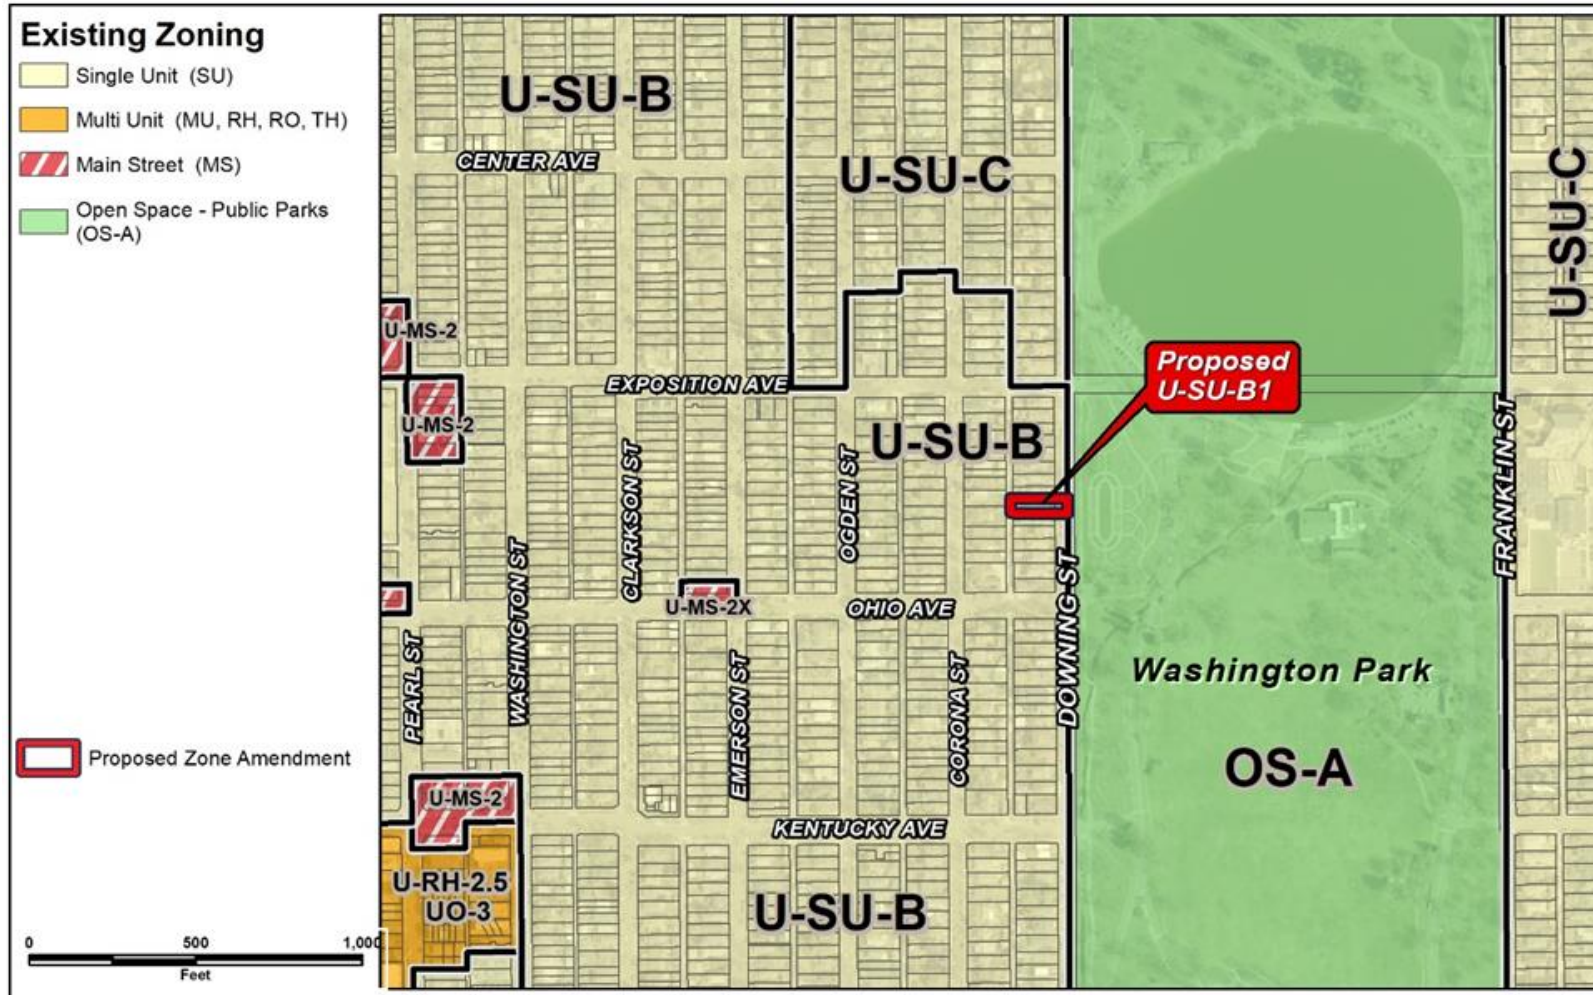 Existing Zoning
Single Unit (SU)
Multi Unit (MU, RH, RO, TH)
Main Street (MS)
Open Space - Public Parks
(OS-A)
Proposed Zone Amendment
0 500 1,000
Feet
U-SU-B
CENTER AVE
U-SU-C
U-SU-C
U-MS-2
EXPOSITION AVE
Proposed
U-SU-B1
U-MS-2
U-SU-B
CLARKSON ST
OGDEN ST
FRANKLIN ST
WASHINGTON ST
DOWNING ST
U-MS-2X
OHIO AVE
PEARL ST
EMERSON ST
CORONA ST
Washington Park
OS-A
U-MS-2
KENTUCKY AVE
U-RH-2.5
UO-3
U-SU-B